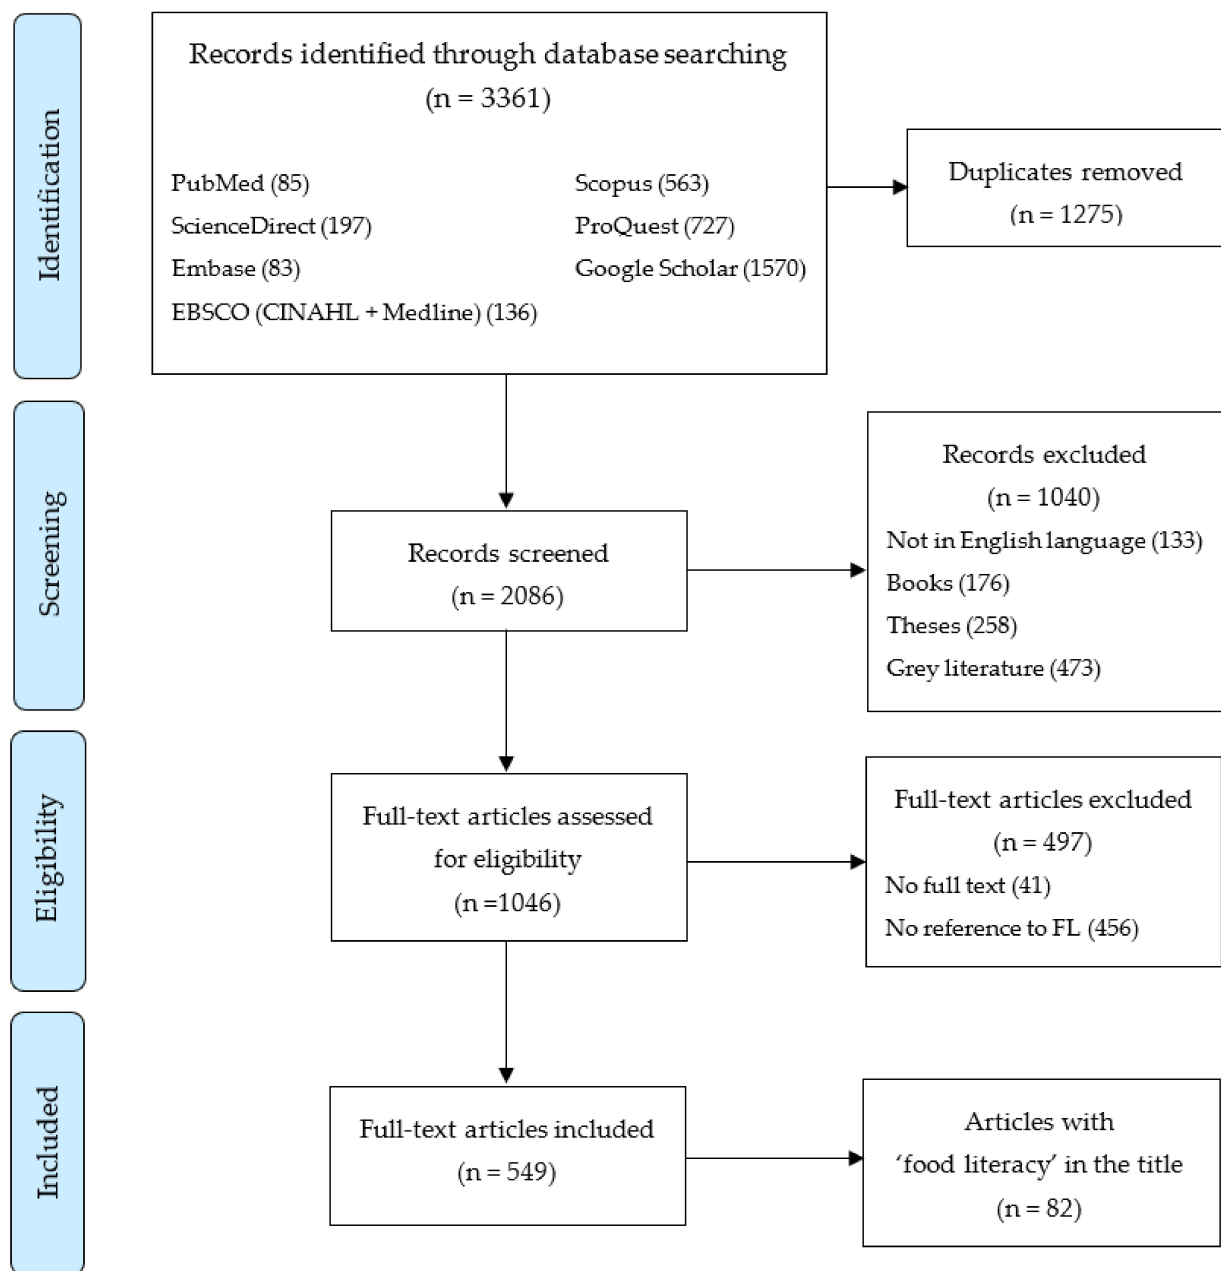 Identification
Records identified through database searching
(n = 3361)
PubMed (85)
ScienceDirect (197)
Embase (83)
EBSCO (CINAHL + Medline) (136)
Scopus (563)
ProQuest (727)
Google Scholar (1570)
Duplicates removed
(n = 1275)
Screening
Records screened
(n = 2086)
Records excluded
(n = 1040)
Not in English language (133)
Books (176)
Theses (258)
Grey literature (473)
Eligibility
Full-text articles assessed
for eligibility
(n =1046)
Full-text articles excluded
(n = 497)
No full text (41)
No reference to FL (456)
Included
Full-text articles included
(n = 549)
Articles with
‘food literacy’ in the title
(n = 82)